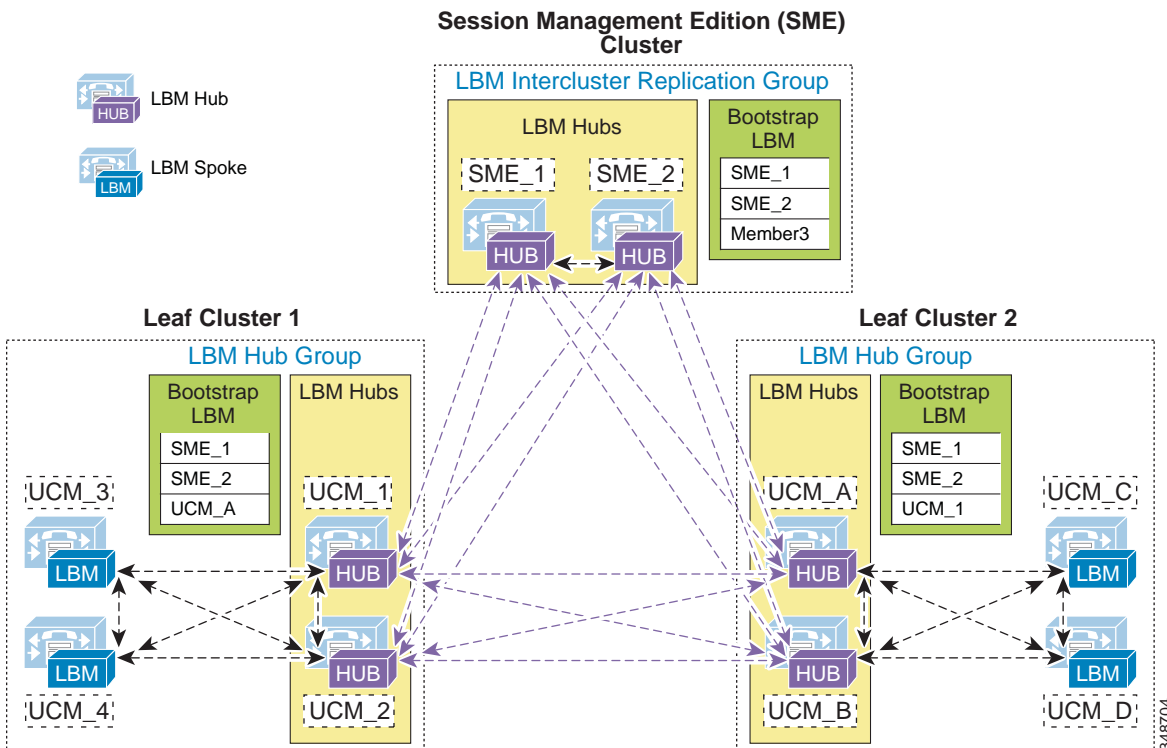 Session Management Edition (SME)
Cluster
LBM Hub
HUB
LBM Spoke
LBM
LBM Intercluster Replication Group
LBM Hubs
SME_1
SME_2
HUB
HUB
Bootstrap
LBM
SME_1
SME_2
Member3
Leaf Cluster 1
LBM Hub Group
Bootstrap
LBM
SME_1
SME_2
UCM_A
LBM Hubs
UCM_3
UCM_1
LBM
HUB
LBM
HUB
UCM_4
UCM_2
Leaf Cluster 2
LBM Hub Group
LBM Hubs
Bootstrap
LBM
SME_1
SME_2
UCM_1
UCM_A
UCM_C
HUB
LBM
HUB
LBM
UCM_B
UCM_D
348704